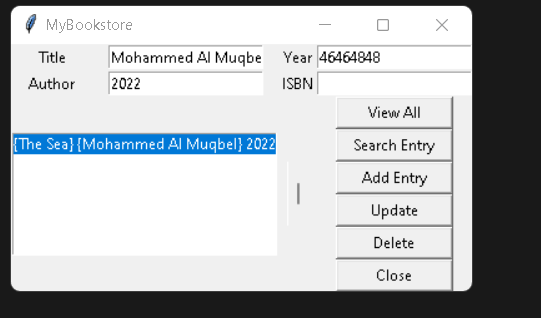 MyBookstore
Title Mohammed Al Muqbe Year 46464848
Author 2022 ISBN
View All
{The Sea} {Mohammed Al Muqbel} 2022
Search Entry
Add Entry
Update
Delete
Close